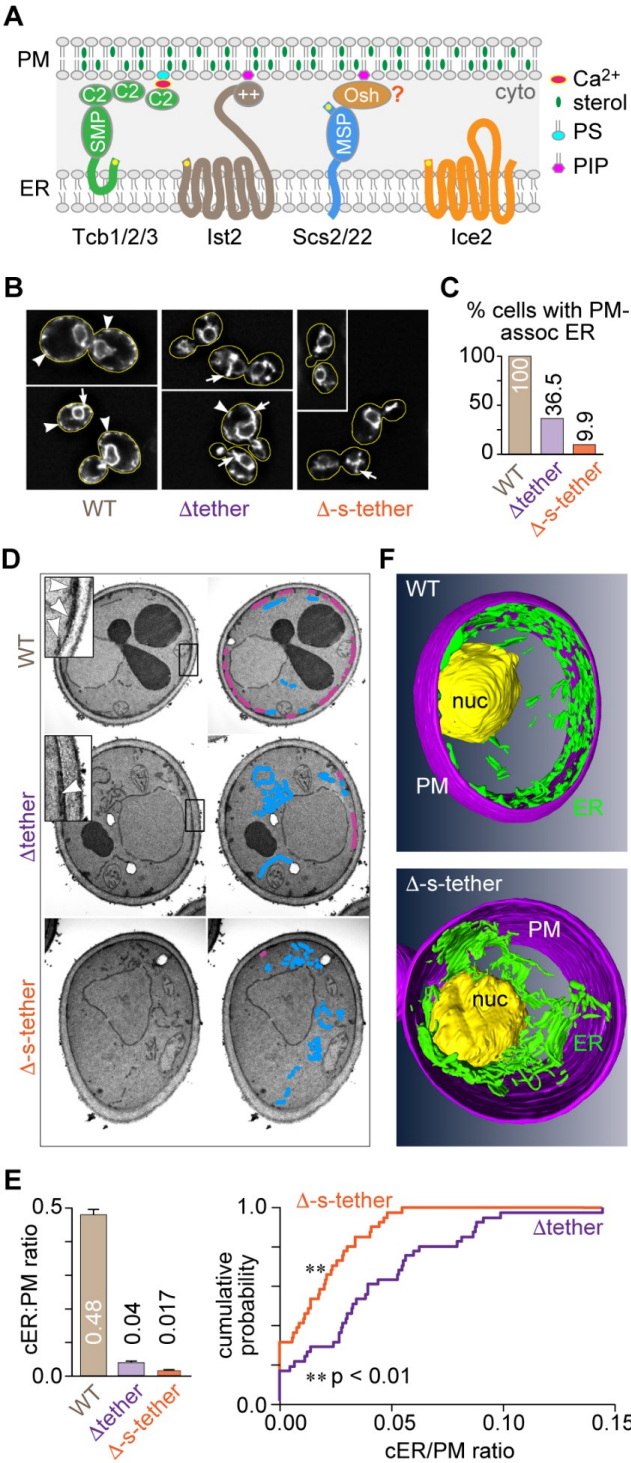 A
PM
C2
C2
C2
SMP
++
Osh
?
MSP
cyto
ER
Tcb1/2/3
Ist2
Scs2/22
Ice2
Ca2+
sterol
PS
PIP
B
WT
Δtether
Δ-s-tether
C
% cells with PM-
assoc ER
100
50
0
100
36.5
9.9
WT
Δtether
Δ-s-tether
D
WT
Δtether
Δ-s-tether
F
WT
nuc
PM
ER
Δ-s-tether
PM
nuc
ER
E
cER:PM ratio
0.5
0.0
0.48
0.04
0.017
WT
Δtether
Δ-s-tether
cumulative
probability
1.0
0.0
Δ-s-tether
Δtether
**
** p < 0.01
0.00
0.05
0.10
0.15
cER/PM ratio